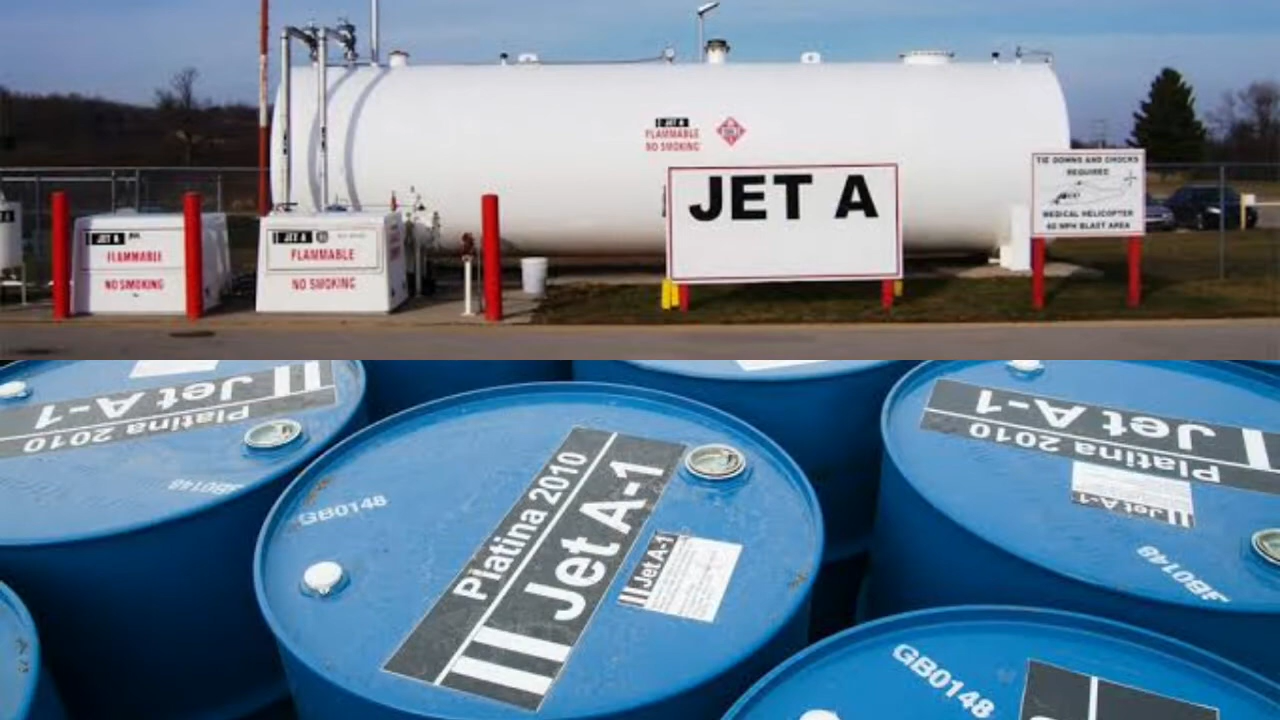 JET A
FLAMMABLE
NO SMOKING
JET A
TIE DOWNS AND CHOCKS
REQUIRED
MEDICAL HELICOPTER
60 MPH BLAST AREA
JET A
FLAMMABLE
NO SMOKING
JET A
FLAMMABLE
NO SMOKING
Jet A-1
Platina 2010
GB0148
Platina 2010
Jet A-1
Jet A-1
GB0148
Jet A-1
Platina 2010
Jet A-1
GB0148
GB0148